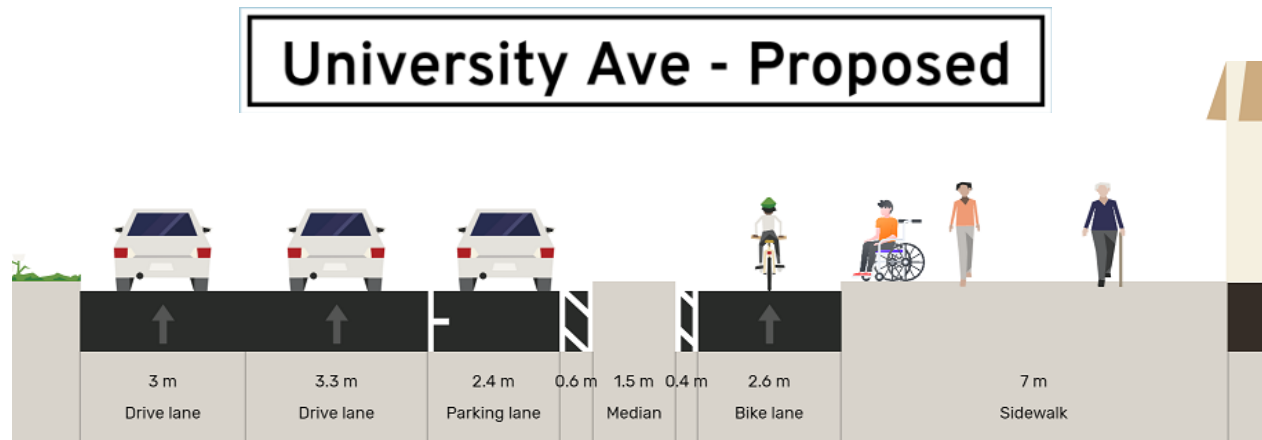 University Ave - Proposed
3 m 3.3 m 2.4 m 0.6 m 1.5 m 0.4 m 2.6 m 7 m
Drive lane Drive lane Parking lane Median Bike lane Sidewalk